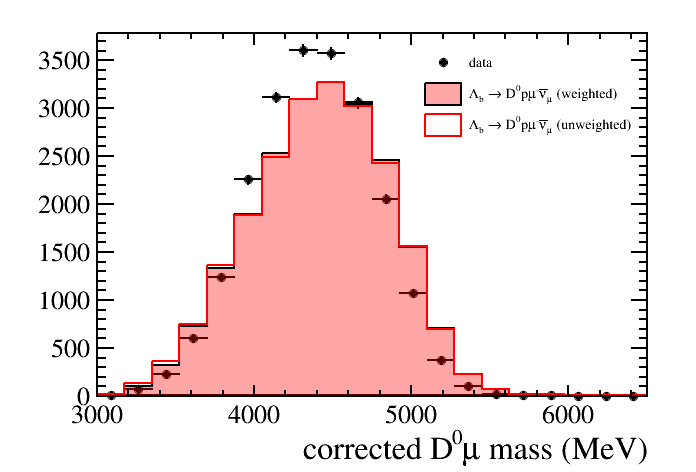 3500
3000
2500
2000
1500
1000
500
0
data
Λb → D⁰pμ ν̅μ (weighted)
Λb → D⁰pμ ν̅μ (unweighted)
3000 4000 5000 6000
corrected D⁰μ mass (MeV)